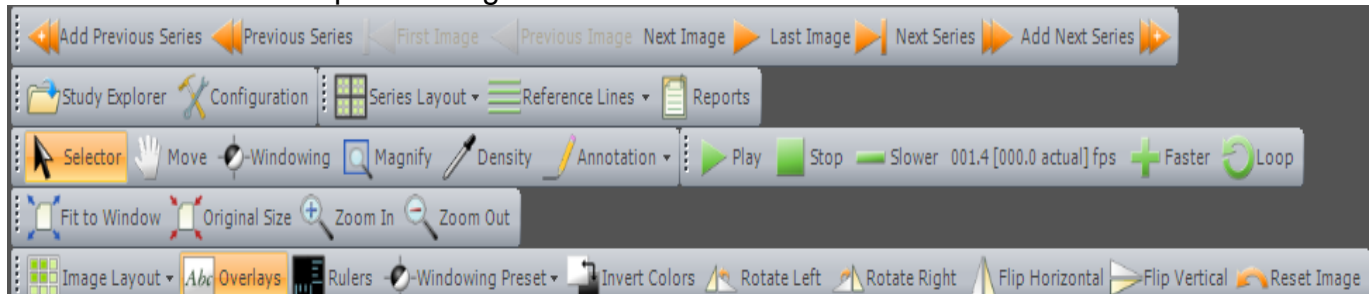 Add Previous Series Previous Series First Image Previous Image Next Image Last Image Next Series Add Next Series
Study Explorer Configuration Series Layout Reference Lines Reports
Selector Move Windowing Magnify Density Annotation Play Stop Slower 001.4 [000.0 actual] fps Faster Loop
Fit to Window Original Size Zoom In Zoom Out
Image Layout Abc Overlays Rulers Windowing Preset Invert Colors Rotate Left Rotate Right Flip Horizontal Flip Vertical Reset Image